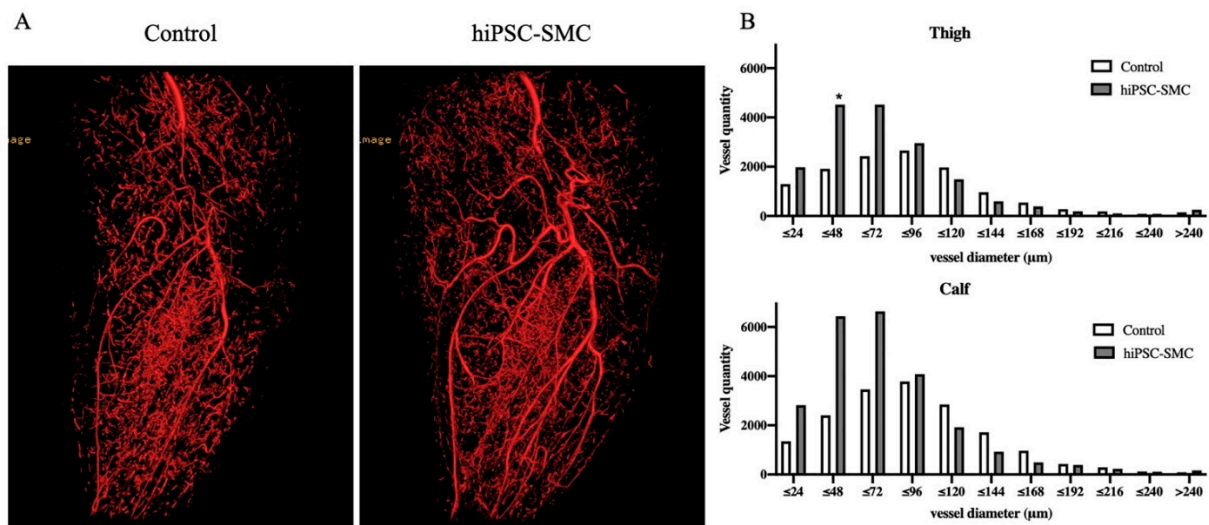 A
Control
hiPSC-SMC
mage
image
B
Thigh
Vessel quantity
6000
4000
2000
0
*
Control
hiPSC-SMC
≤24 ≤48 ≤72 ≤96 ≤120 ≤144 ≤168 ≤192 ≤216 ≤240 >240
vessel diameter (μm)
Calf
Vessel quantity
6000
4000
2000
0
Control
hiPSC-SMC
≤24 ≤48 ≤72 ≤96 ≤120 ≤144 ≤168 ≤192 ≤216 ≤240 >240
vessel diameter (μm)